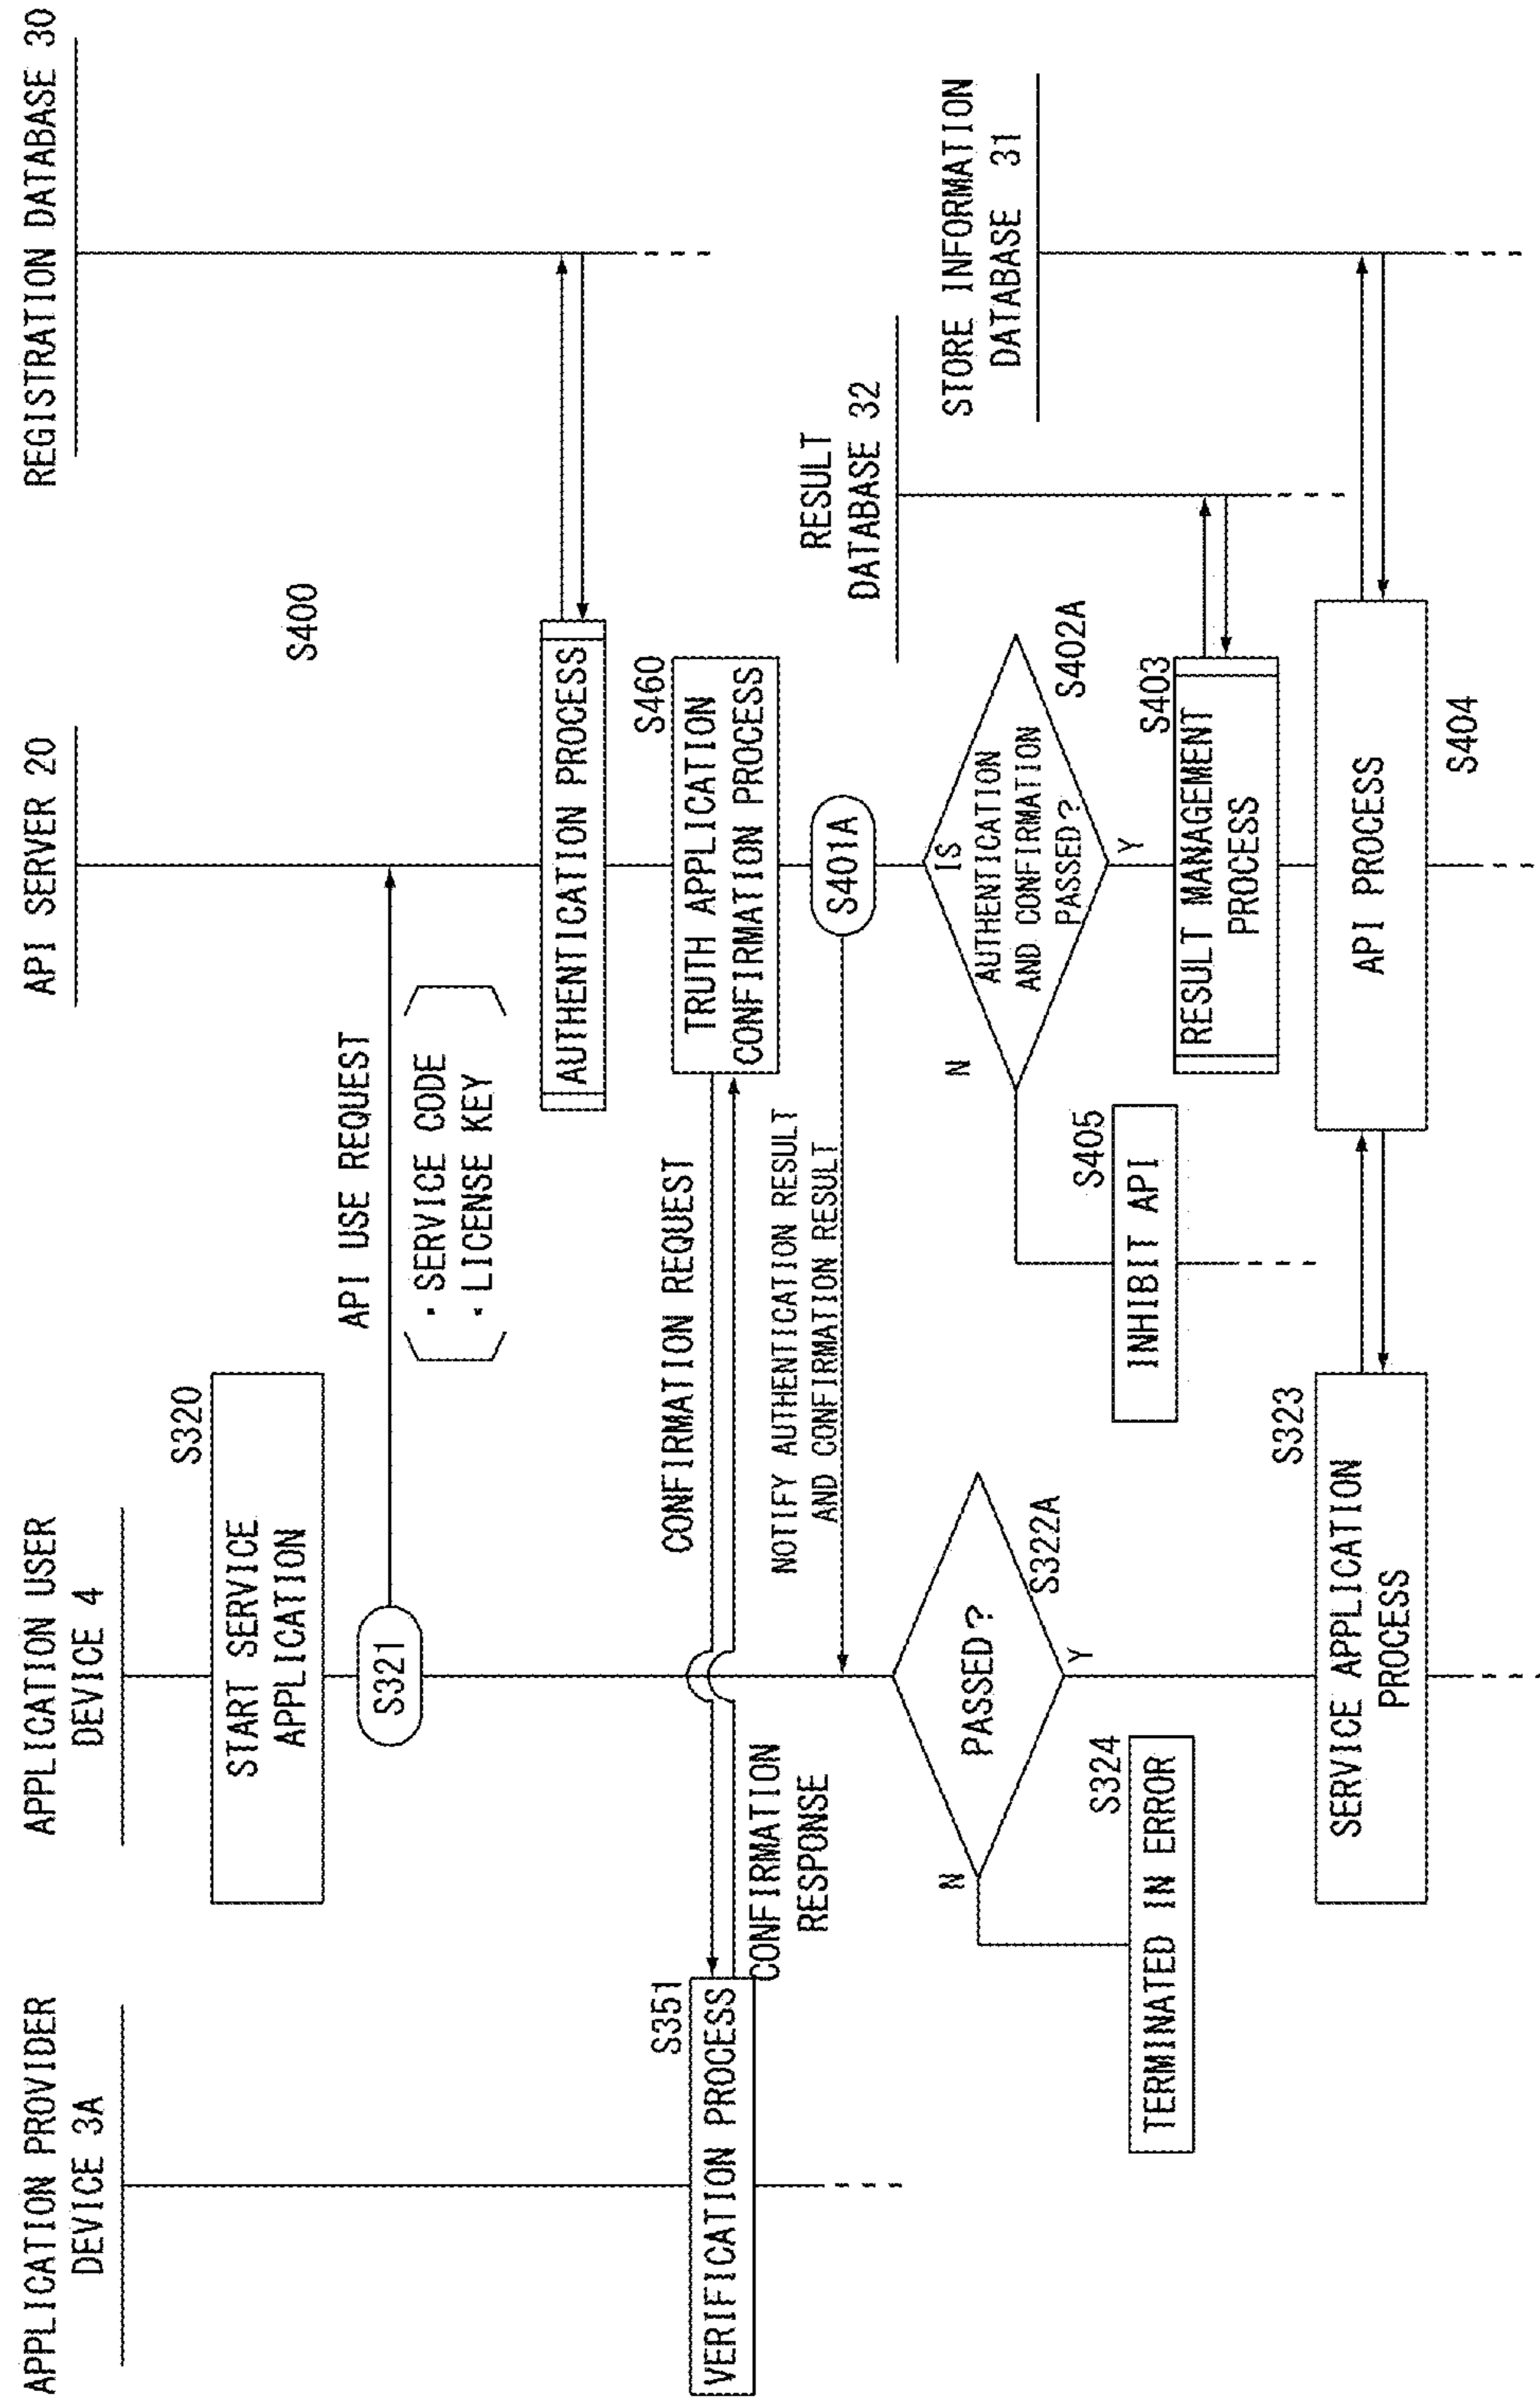 APPLICATION PROVIDER
DEVICE 3A
APPLICATION USER
DEVICE 4
API SERVER 20
REGISTRATION DATABASE 30
S320
START SERVICE
APPLICATION
S321
API USE REQUEST
・SERVICE CODE
・LICENSE KEY
S400
AUTHENTICATION PROCESS
S460
TRUTH APPLICATION
CONFIRMATION PROCESS
CONFIRMATION REQUEST
S351
VERIFICATION PROCESS
CONFIRMATION
RESPONSE
S401A
NOTIFY AUTHENTICATION RESULT
AND CONFIRMATION RESULT
RESULT
DATABASE 32
STORE INFORMATION
DATABASE 31
PASSED?
S322A
N
Y
IS
AUTHENTICATION
AND CONFIRMATION
PASSED?
S402A
N
Y
S324
TERMINATED IN ERROR
S405
INHIBIT API
S403
RESULT MANAGEMENT
PROCESS
S323
SERVICE APPLICATION
PROCESS
API PROCESS
S404